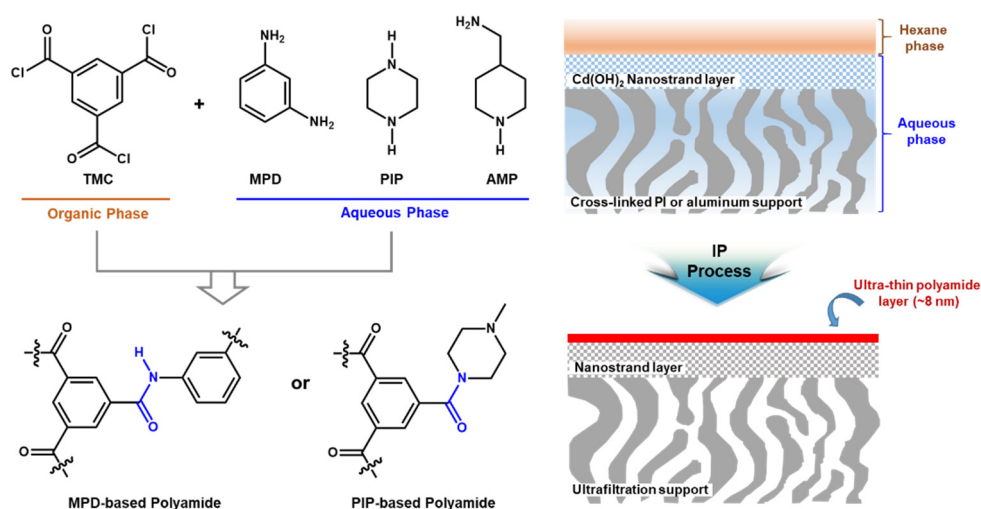 Cl
O
O
Cl
Cl
O
TMC
+
NH2
NH2
MPD
H
N
N
H
PIP
H2N
N
H
AMP
Organic Phase
Aqueous Phase
O
H
N
O
O
MPD-based Polyamide
or
O
N
N
O
O
PIP-based Polyamide
Hexane
phase
Cd(OH)2 Nanostrand layer
Aqueous
phase
Cross-linked PI or aluminum support
IP
Process
Ultra-thin polyamide
layer (~8 nm)
Nanostrand layer
Ultrafiltration support